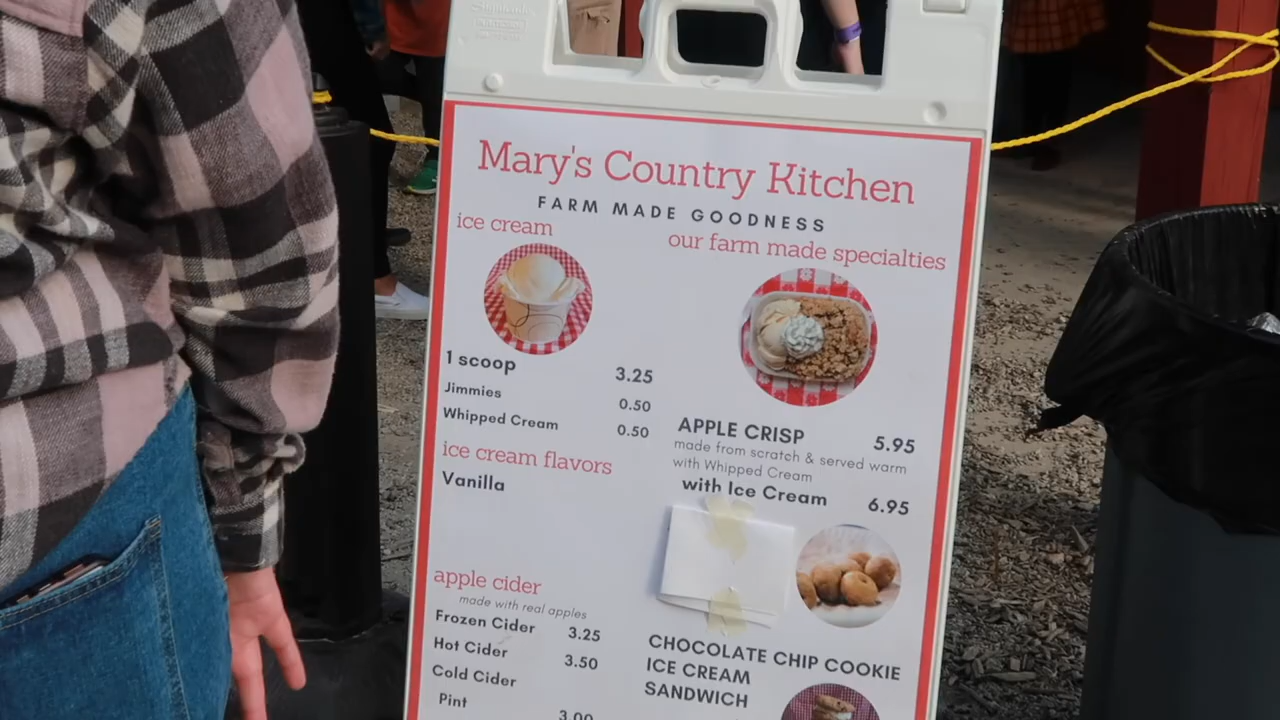 Mary's Country Kitchen
FARM MADE GOODNESS
ice cream
1 scoop 3.25
Jimmies 0.50
Whipped Cream 0.50
ice cream flavors
Vanilla
apple cider
made with real apples
Frozen Cider 3.25
Hot Cider 3.50
Cold Cider
Pint 3.00
our farm made specialties
APPLE CRISP 5.95
made from scratch & served warm
with Whipped Cream
with Ice Cream 6.95
CHOCOLATE CHIP COOKIE
ICE CREAM
SANDWICH